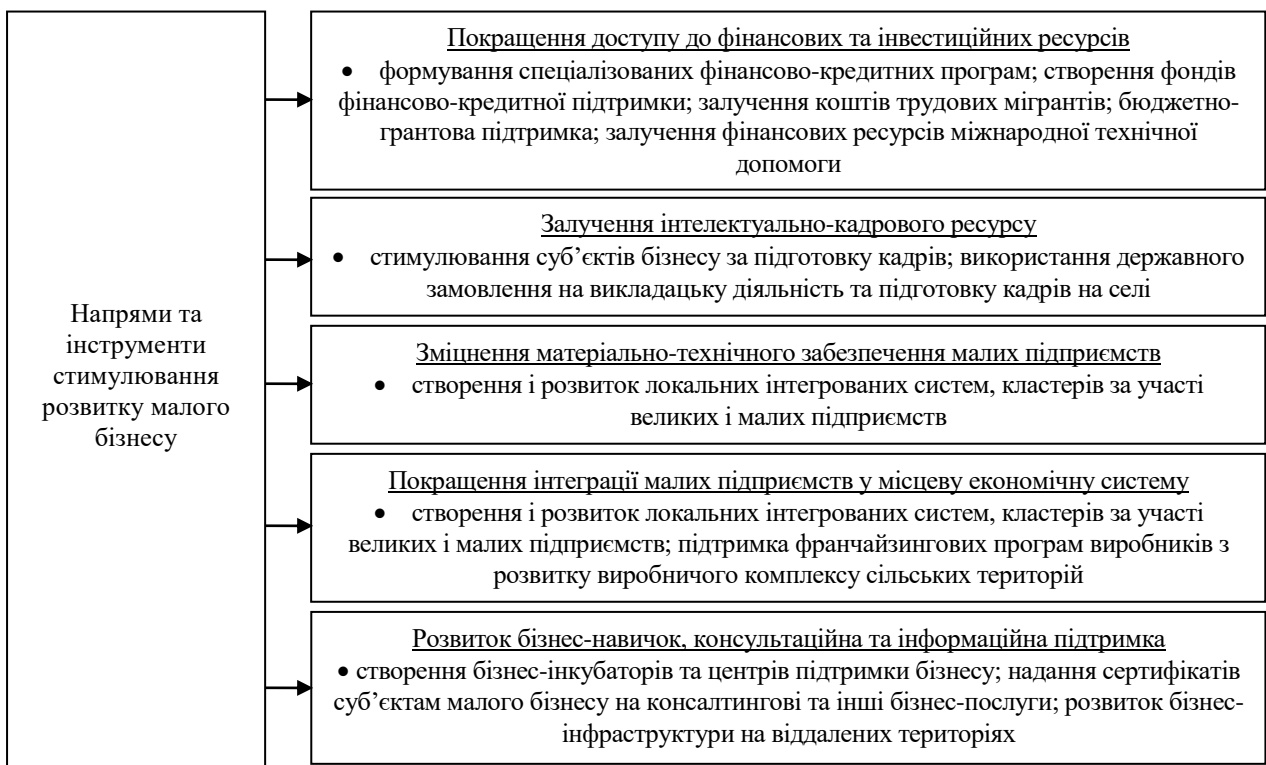 Напрями та
інструменти
стимулювання
розвитку малого
бізнесу
Покращення доступу до фінансових та інвестиційних ресурсів
• формування спеціалізованих фінансово-кредитних програм; створення фондів
фінансово-кредитної підтримки; залучення коштів трудових мігрантів; бюджетно-
грантова підтримка; залучення фінансових ресурсів міжнародної технічної
допомоги
Залучення інтелектуально-кадрового ресурсу
• стимулювання суб’єктів бізнесу за підготовку кадрів; використання державного
замовлення на викладацьку діяльність та підготовку кадрів на селі
Зміцнення матеріально-технічного забезпечення малих підприємств
• створення і розвиток локальних інтегрованих систем, кластерів за участі
великих і малих підприємств
Покращення інтеграції малих підприємств у місцеву економічну систему
• створення і розвиток локальних інтегрованих систем, кластерів за участі
великих і малих підприємств; підтримка франчайзингових програм виробників з
розвитку виробничого комплексу сільських територій
Розвиток бізнес-навичок, консультаційна та інформаційна підтримка
• створення бізнес-інкубаторів та центрів підтримки бізнесу; надання сертифікатів
суб’єктам малого бізнесу на консалтингові та інші бізнес-послуги; розвиток бізнес-
інфраструктури на віддалених територіях